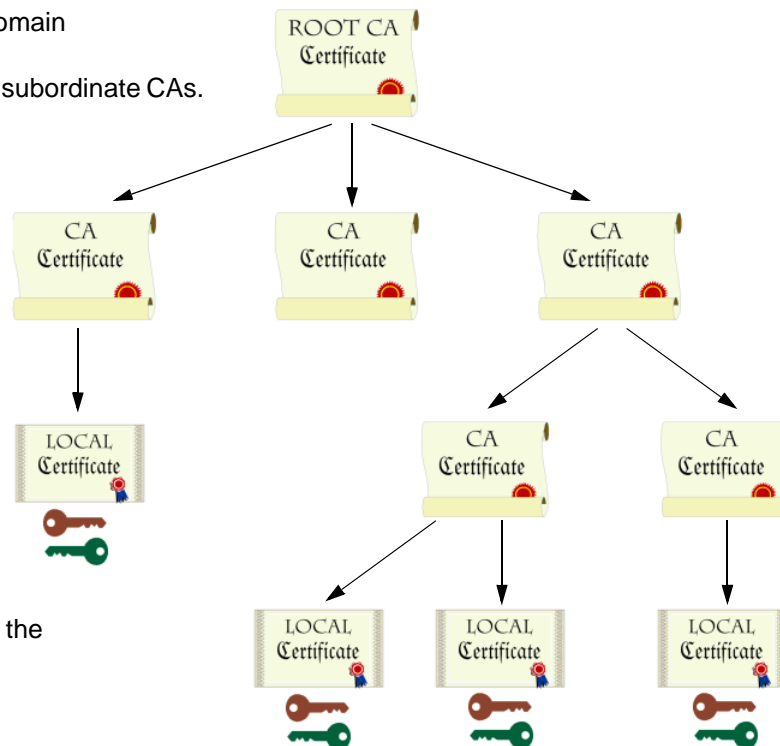 omain
subordinate CAs.
ROOT CA
Certificate
CA
Certificate
CA
Certificate
CA
Certificate
LOCAL
Certificate
CA
Certificate
CA
Certificate
the
LOCAL
Certificate
LOCAL
Certificate
LOCAL
Certificate